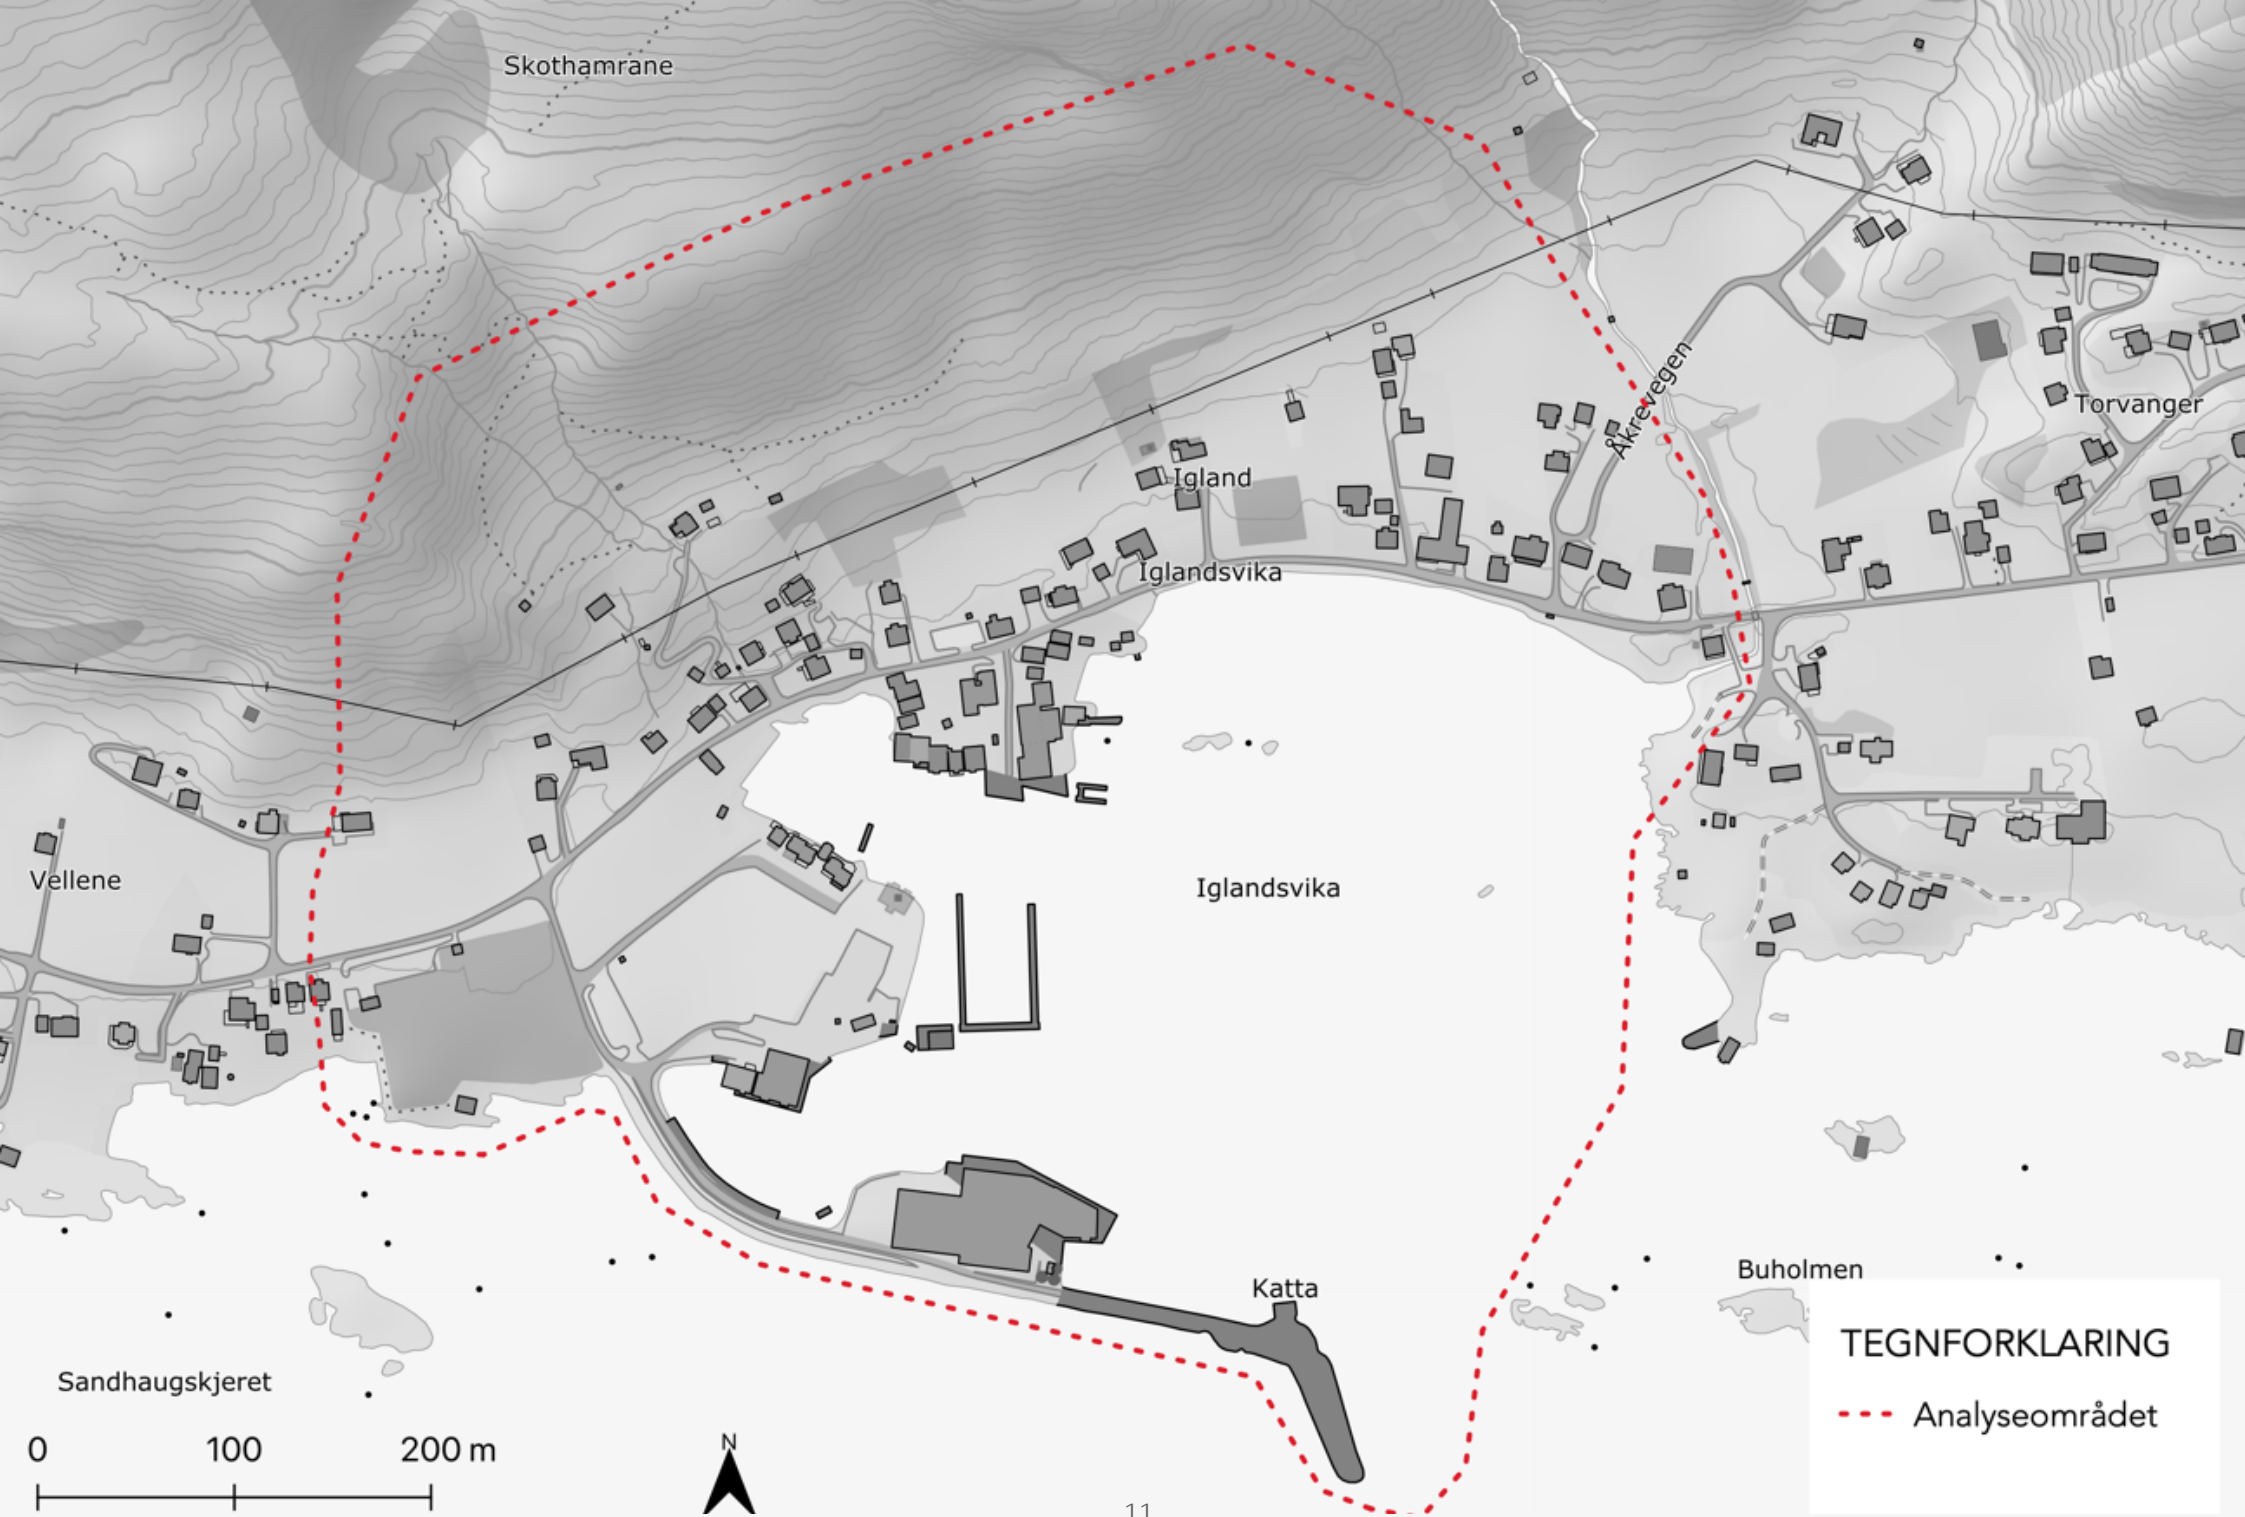 Skothamrane
Åkrevegen
Torvanger
Igland
Iglandsvika
Vellene
Iglandsvika
Buholmen
Katta
TEGNFORKLARING
Sandhaugskjeret
Analyseområdet
0 100 200 m
N
11